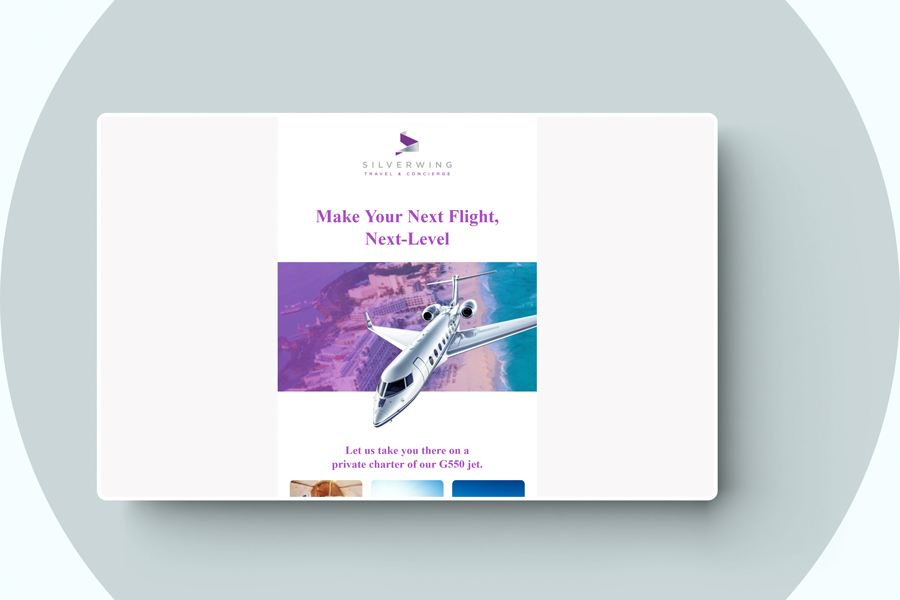 SILVERWING
TRAVEL & CONCIERGE
Make Your Next Flight,
Next-Level
Let us take you there on a
private charter of our G550 jet.